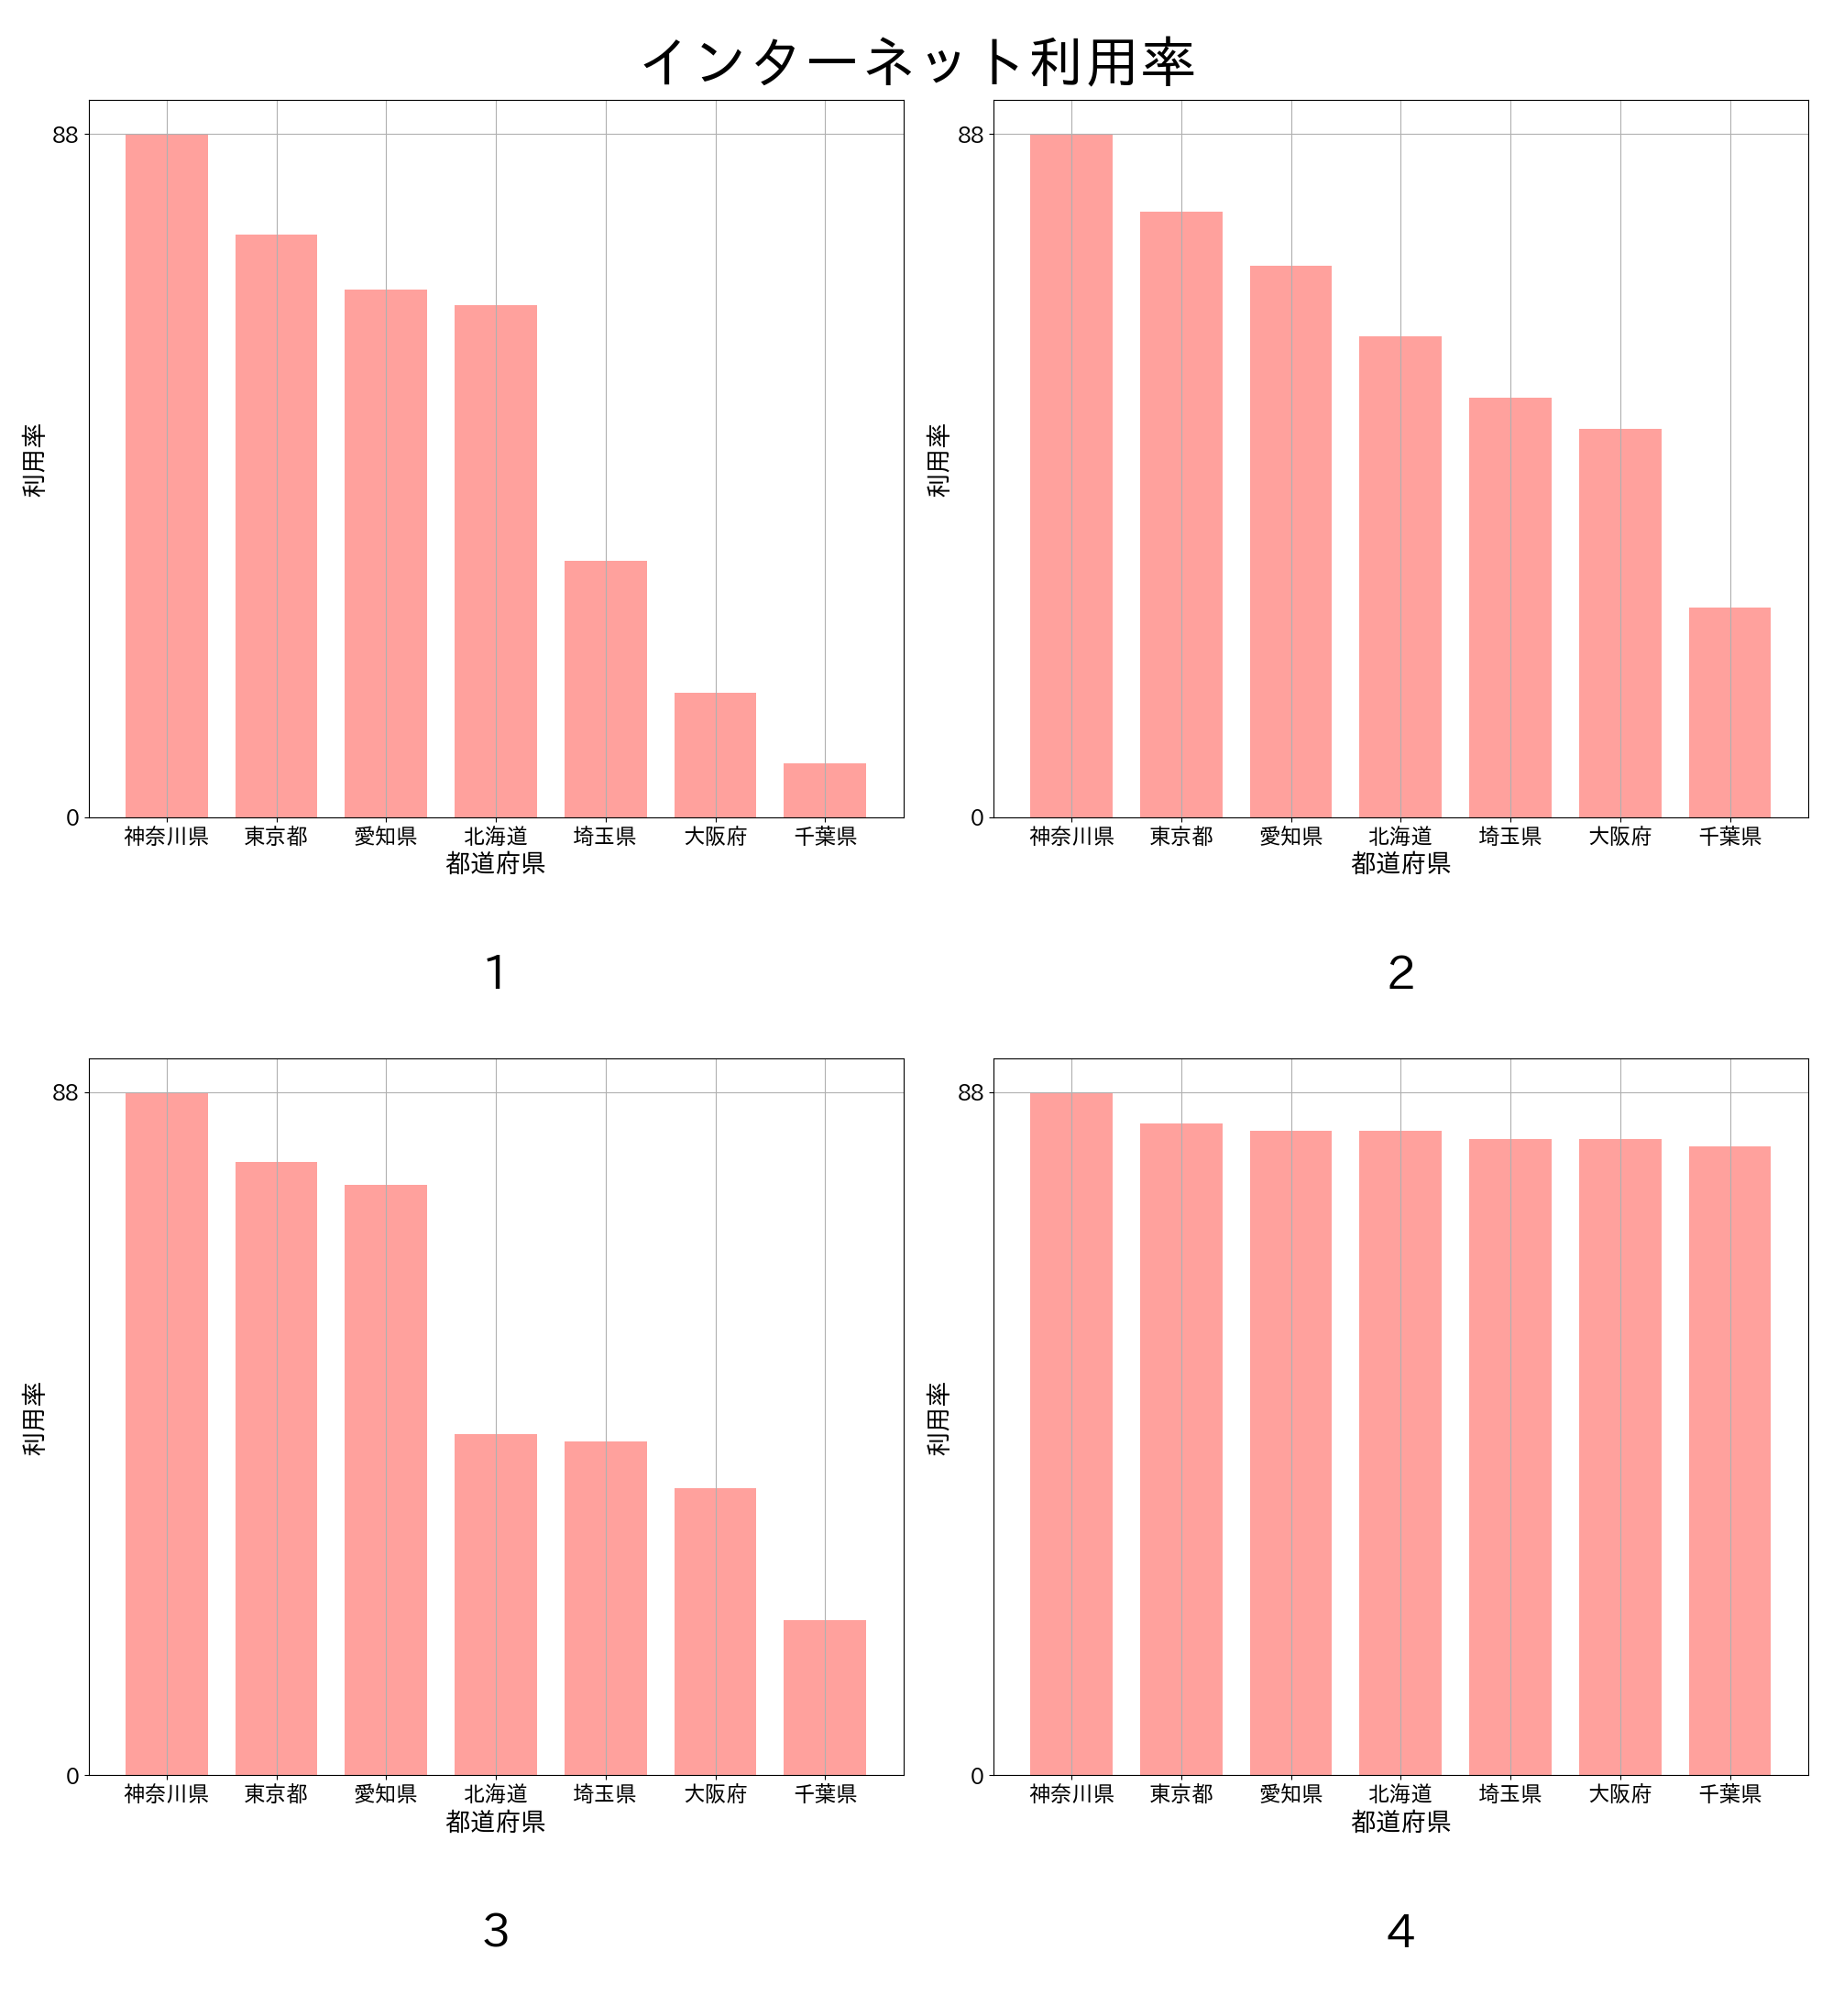 インターネット利用率
88
0
利用率
神奈川県 東京都 愛知県 北海道 埼玉県 大阪府 千葉県
都道府県
1
88
0
利用率
神奈川県 東京都 愛知県 北海道 埼玉県 大阪府 千葉県
都道府県
2
88
0
利用率
神奈川県 東京都 愛知県 北海道 埼玉県 大阪府 千葉県
都道府県
3
88
0
利用率
神奈川県 東京都 愛知県 北海道 埼玉県 大阪府 千葉県
都道府県
4